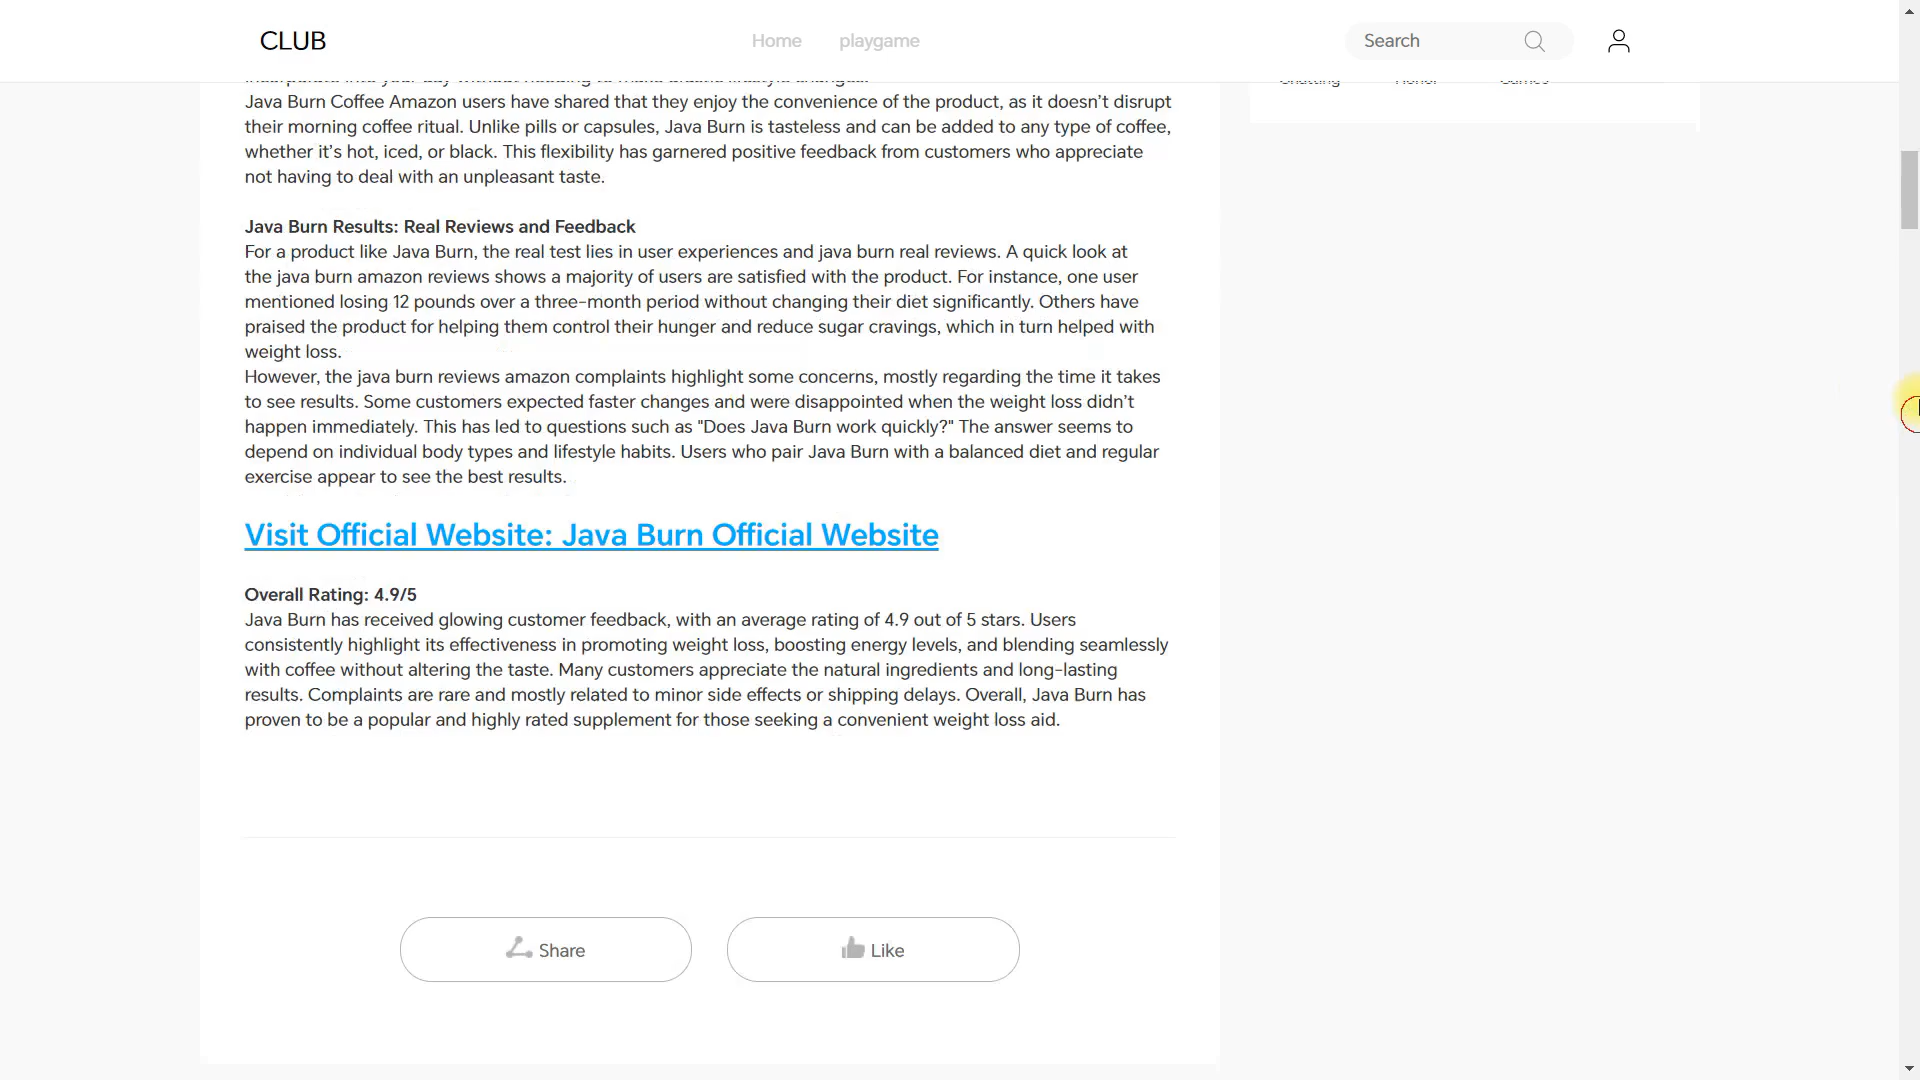 CLUB
Home
playgame
Search
Java Burn Coffee Amazon users have shared that they enjoy the convenience of the product, as it doesn’t disrupt
their morning coffee ritual. Unlike pills or capsules, Java Burn is tasteless and can be added to any type of coffee,
whether it’s hot, iced, or black. This flexibility has garnered positive feedback from customers who appreciate
not having to deal with an unpleasant taste.
Java Burn Results: Real Reviews and Feedback
For a product like Java Burn, the real test lies in user experiences and java burn real reviews. A quick look at
the java burn amazon reviews shows a majority of users are satisfied with the product. For instance, one user
mentioned losing 12 pounds over a three-month period without changing their diet significantly. Others have
praised the product for helping them control their hunger and reduce sugar cravings, which in turn helped with
weight loss.
However, the java burn reviews amazon complaints highlight some concerns, mostly regarding the time it takes
to see results. Some customers expected faster changes and were disappointed when the weight loss didn’t
happen immediately. This has led to questions such as "Does Java Burn work quickly?" The answer seems to
depend on individual body types and lifestyle habits. Users who pair Java Burn with a balanced diet and regular
exercise appear to see the best results.
Visit Official Website: Java Burn Official Website
Overall Rating: 4.9/5
Java Burn has received glowing customer feedback, with an average rating of 4.9 out of 5 stars. Users
consistently highlight its effectiveness in promoting weight loss, boosting energy levels, and blending seamlessly
with coffee without altering the taste. Many customers appreciate the natural ingredients and long-lasting
results. Complaints are rare and mostly related to minor side effects or shipping delays. Overall, Java Burn has
proven to be a popular and highly rated supplement for those seeking a convenient weight loss aid.
Share
Like